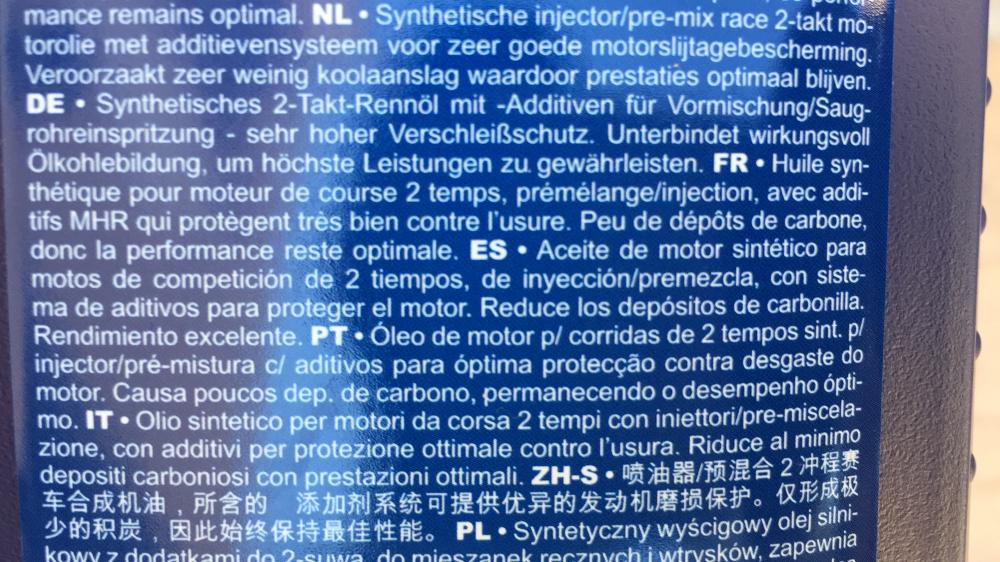 mance remains optimal. NL • Synthetische injector/pre-mix race 2-takt mo-
torolie met additievensysteem voor zeer goede motorslijtagebescherming.
Veroorzaakt zeer weinig koolaanslag waardoor prestaties optimaal blijven.
DE • Synthetisches 2-Takt-Rennöl mit -Additiven für Vormischung/Saug-
rohreinspritzung - sehr hoher Verschleißschutz. Unterbindet wirkungsvoll
Ölkohlebildung, um höchste Leistungen zu gewährleisten. FR • Huile syn-
thétique pour moteur de course 2 temps, prémélange/injection, avec addi-
tifs MHR qui protègent très bien contre l'usure. Peu de dépôts de carbone,
donc la performance reste optimale. ES • Aceite de motor sintético para
motos de competición de 2 tiempos, de inyección/premezcla, con siste-
ma de aditivos para proteger el motor. Reduce los depósitos de carbonilla.
Rendimiento excelente. PT • Óleo de motor p/ corridas de 2 tempos sint. p/
injector/pré-mistura c/ aditivos para óptima protecção contra desgaste do
motor. Causa poucos dep. de carbono, permanecendo o desempenho ópti-
mo. IT • Olio sintetico per motori da corsa 2 tempi con iniettori/pre-miscela-
zione, con additivi per protezione ottimale contro l'usura. Riduce al minimo
depositi carboniosi con prestazioni ottimali. ZH-S • 喷油器/预混合 2 冲程赛
车合成机油，所含的 添加剂系统可提供优异的发动机磨损保护。仅形成极
少的积炭，因此始终保持最佳性能。 PL • Syntetyczny wyścigowy olej silni-
kowy z dodatkami do 2-suwa, do mieszanek ręcznych i wtrysków, zapewnia